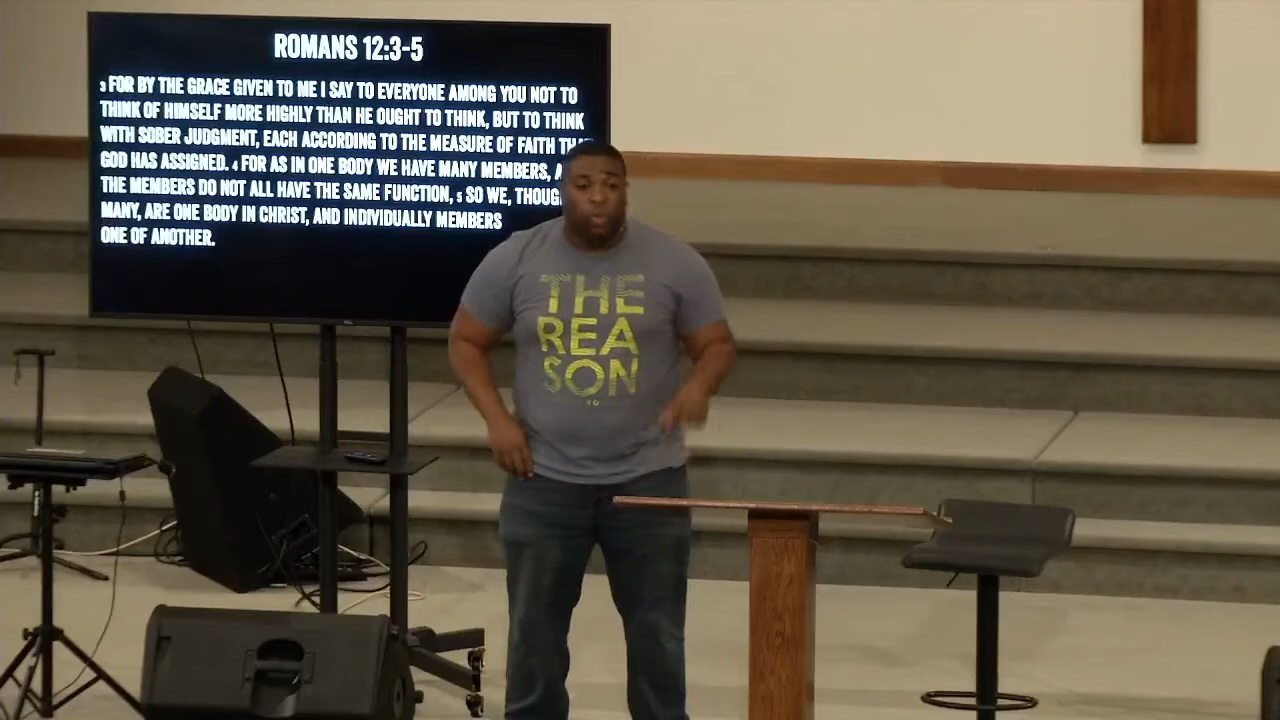 ROMANS 12:3-5
3 FOR BY THE GRACE GIVEN TO ME I SAY TO EVERYONE AMONG YOU NOT TO
THINK OF HIMSELF MORE HIGHLY THAN HE OUGHT TO THINK, BUT TO THINK
WITH SOBER JUDGMENT, EACH ACCORDING TO THE MEASURE OF FAITH
GOD HAS ASSIGNED. 4 FOR AS IN ONE BODY WE HAVE MANY MEMBERS,
THE MEMBERS DO NOT ALL HAVE THE SAME FUNCTION, 5 SO WE,
MANY, ARE ONE BODY IN CHRIST, AND INDIVIDUALLY MEMBERS
ONE OF ANOTHER.
THE
REA
SON